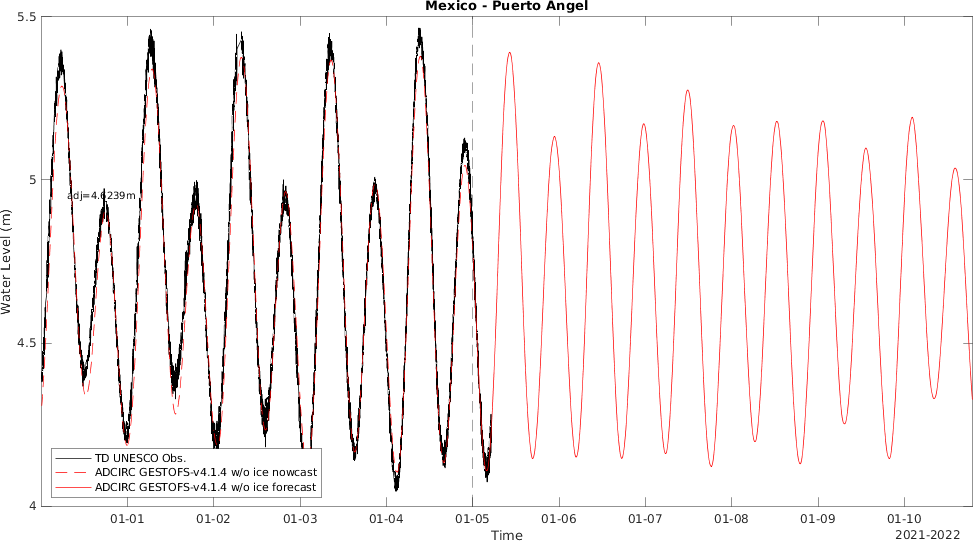 Mexico - Puerto Angel
5.5
5
4.5
4
Water Level (m)
adj=4.6239m
TD UNESCO Obs.
ADCIRC GESTOFS-v4.1.4 w/o ice nowcast
ADCIRC GESTOFS-v4.1.4 w/o ice forecast
01-01 01-02 01-03 01-04 01-05 01-06 01-07 01-08 01-09 01-10
Time
2021-2022